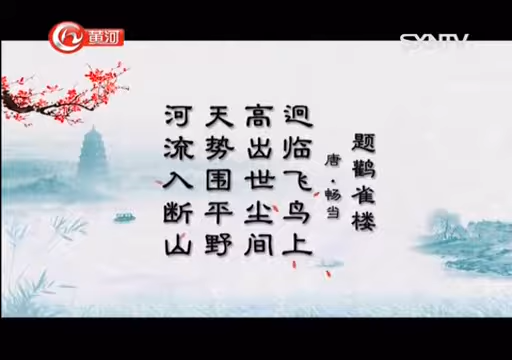 黄河
SXNTV
题鹳雀楼
唐·畅当
迥临飞鸟上
高出世尘间
天势围平野
河流入断山